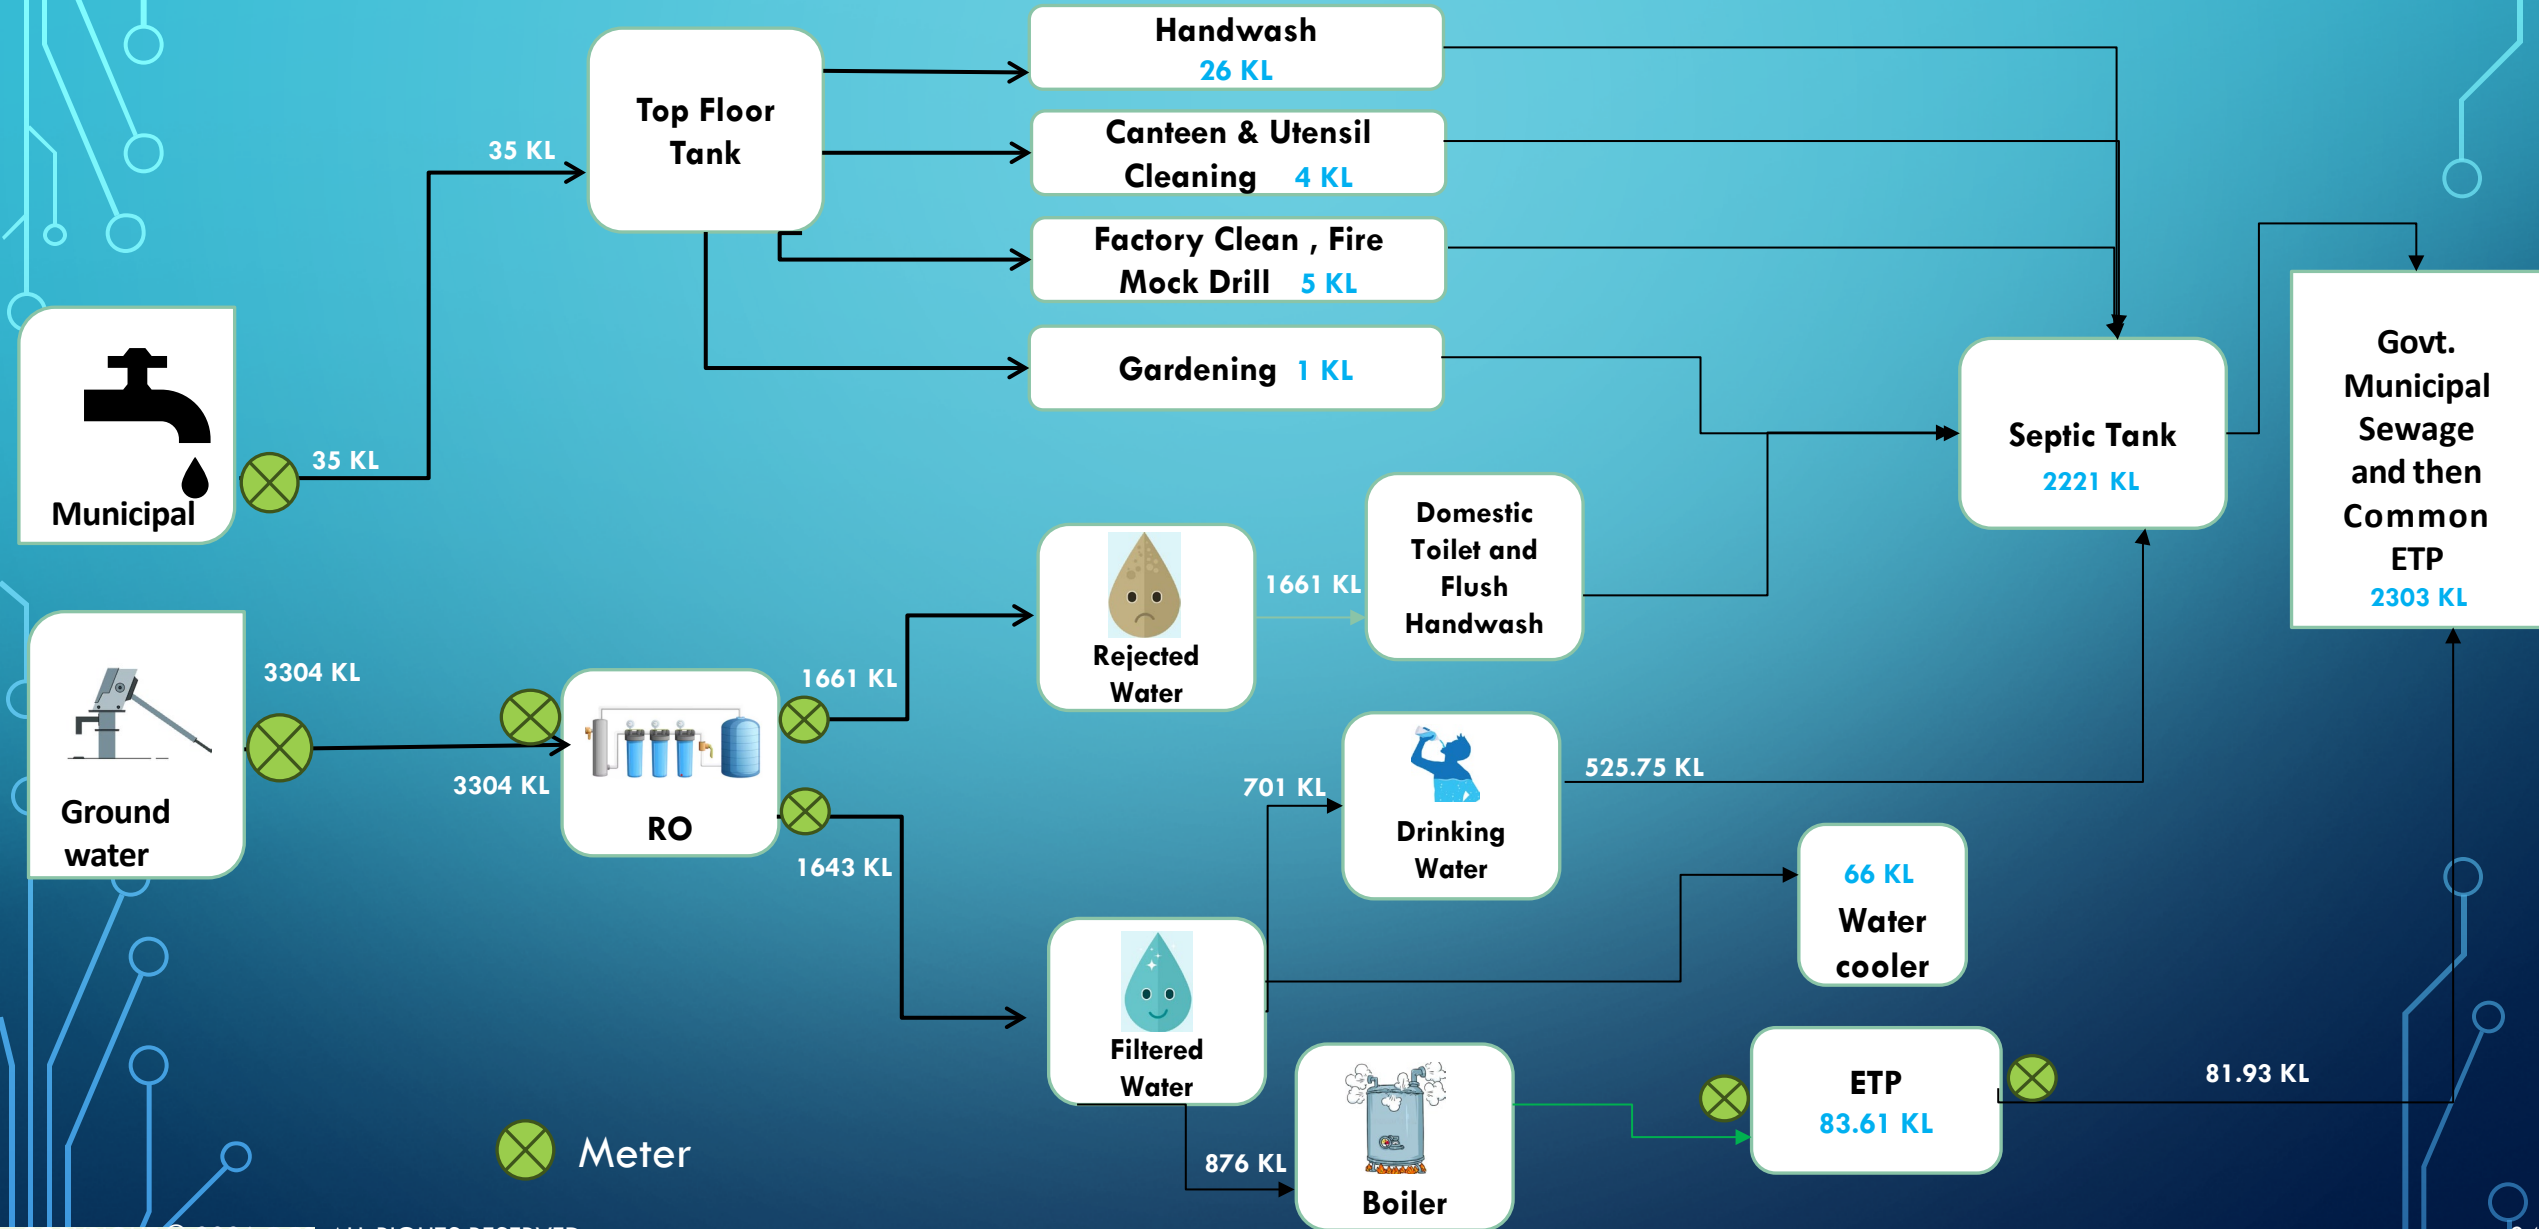 Handwash
26 KL
Top Floor
Tank
35 KL
Canteen & Utensil
Cleaning 4 KL
Factory Clean , Fire
Mock Drill 5 KL
Gardening 1 KL
Municipal
35 KL
Septic Tank
2221 KL
Govt.
Municipal
Sewage
and then
Common
ETP
2303 KL
Ground
water
3304 KL
3304 KL
RO
1661 KL
1643 KL
Rejected
Water
1661 KL
Domestic
Toilet and
Flush
Handwash
701 KL
Drinking
Water
525.75 KL
66 KL
Water
cooler
Filtered
Water
876 KL
Boiler
ETP
83.61 KL
81.93 KL
Meter
ALL RIGHTS RESERVED